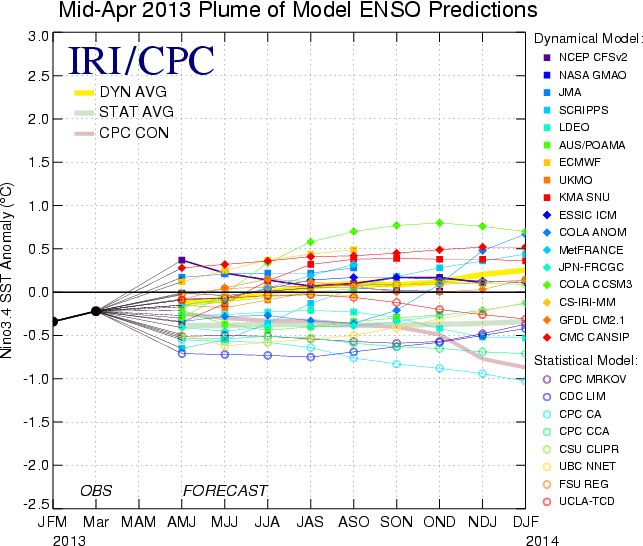 Mid-Apr 2013 Plume of Model ENSO Predictions
3.0
2.5
2.0
1.5
1.0
0.5
0.0
-0.5
-1.0
-1.5
-2.0
-2.5
Nino3.4 SST Anomaly (°C)
IRI/CPC
DYN AVG
STAT AVG
CPC CON
OBS
FORECAST
JFM Mar MAM AMJ MJJ JJA JAS ASO SON OND NDJ DJF
2013 2014
Dynamical Model:
NCEP CFSv2
NASA GMAO
JMA
SCRIPPS
LDEO
AUS/POAMA
ECMWF
UKMO
KMA SNU
ESSIC ICM
COLA ANOM
MetFRANCE
JPN-FRCGC
COLA CCSM3
CS-IRI-MM
GFDL CM2.1
CMC CANSIP
Statistical Model:
CPC MRKOV
CDC LIM
CPC CA
CPC CCA
CSU CLIPR
UBC NNET
FSU REG
UCLA-TCD